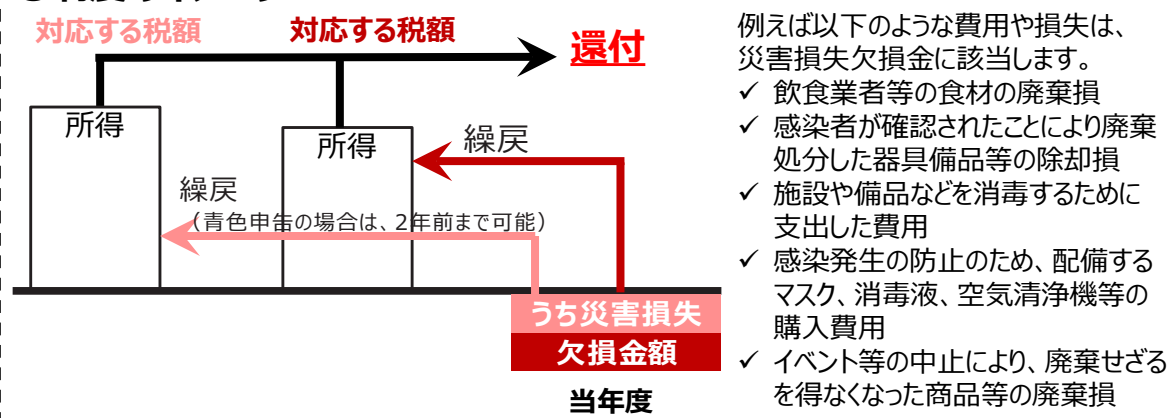 対応する税額
対応する税額
還付
所得
所得
繰戻
繰戻
（青色申告の場合は、2年前まで可能）
うち災害損失
欠損金額
当年度
例えば以下のような費用や損失は、
災害損失欠損金に該当します。
✓ 飲食業者等の食材の廃棄損
✓ 感染者が確認されたことにより廃棄
処分した器具備品等の除却損
✓ 施設や備品などを消毒するために
支出した費用
✓ 感染発生の防止のため、配備する
マスク、消毒液、空気清浄機等の
購入費用
✓ イベント等の中止により、廃棄せざる
を得なくなった商品等の廃棄損